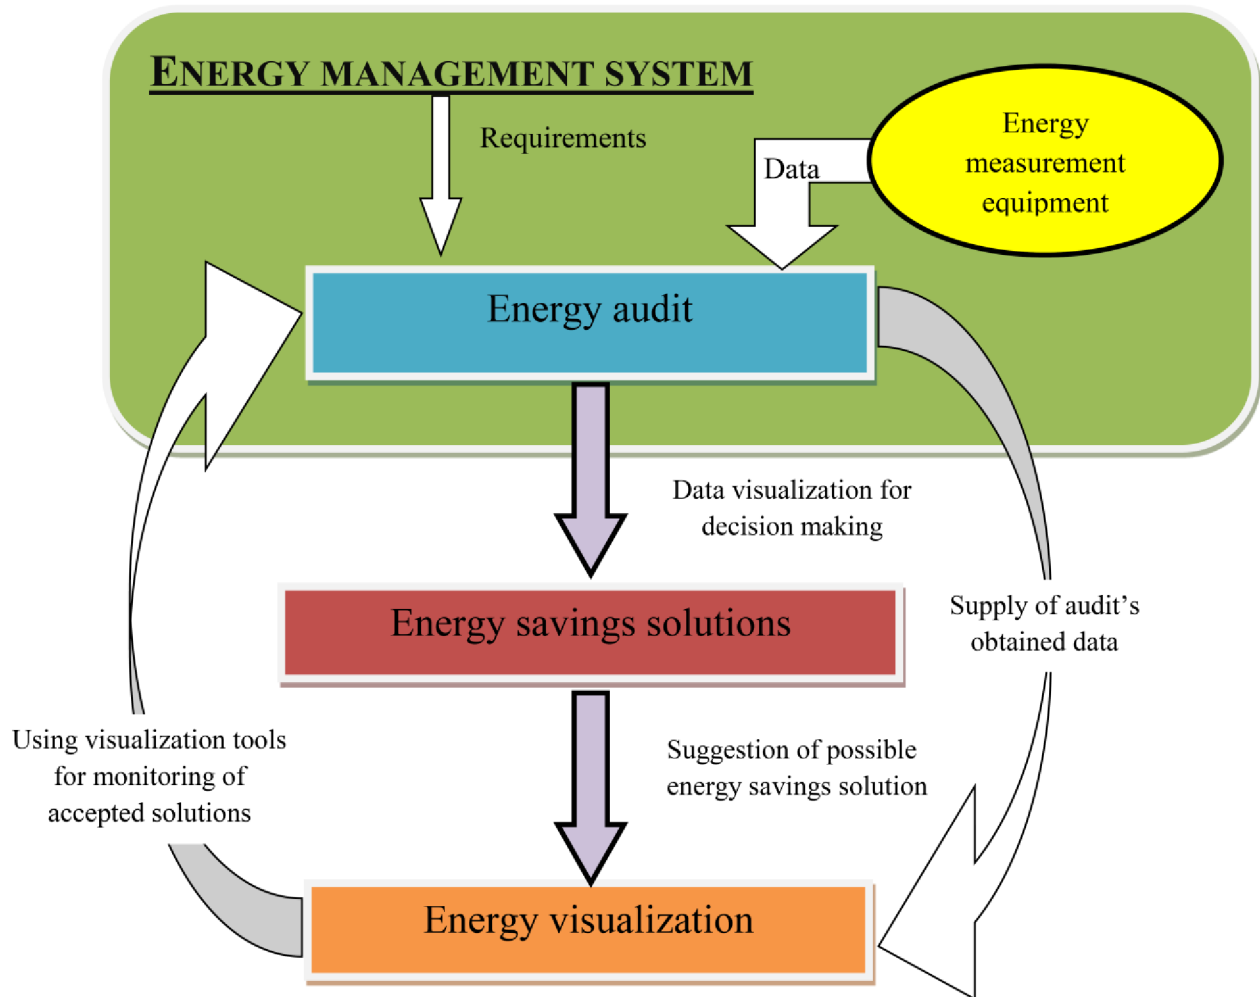 ENERGY MANAGEMENT SYSTEM
Requirements
Data
Energy
measurement
equipment
Energy audit
Data visualization for
decision making
Energy savings solutions
Supply of audit’s
obtained data
Using visualization tools
for monitoring of
accepted solutions
Suggestion of possible
energy savings solution
Energy visualization